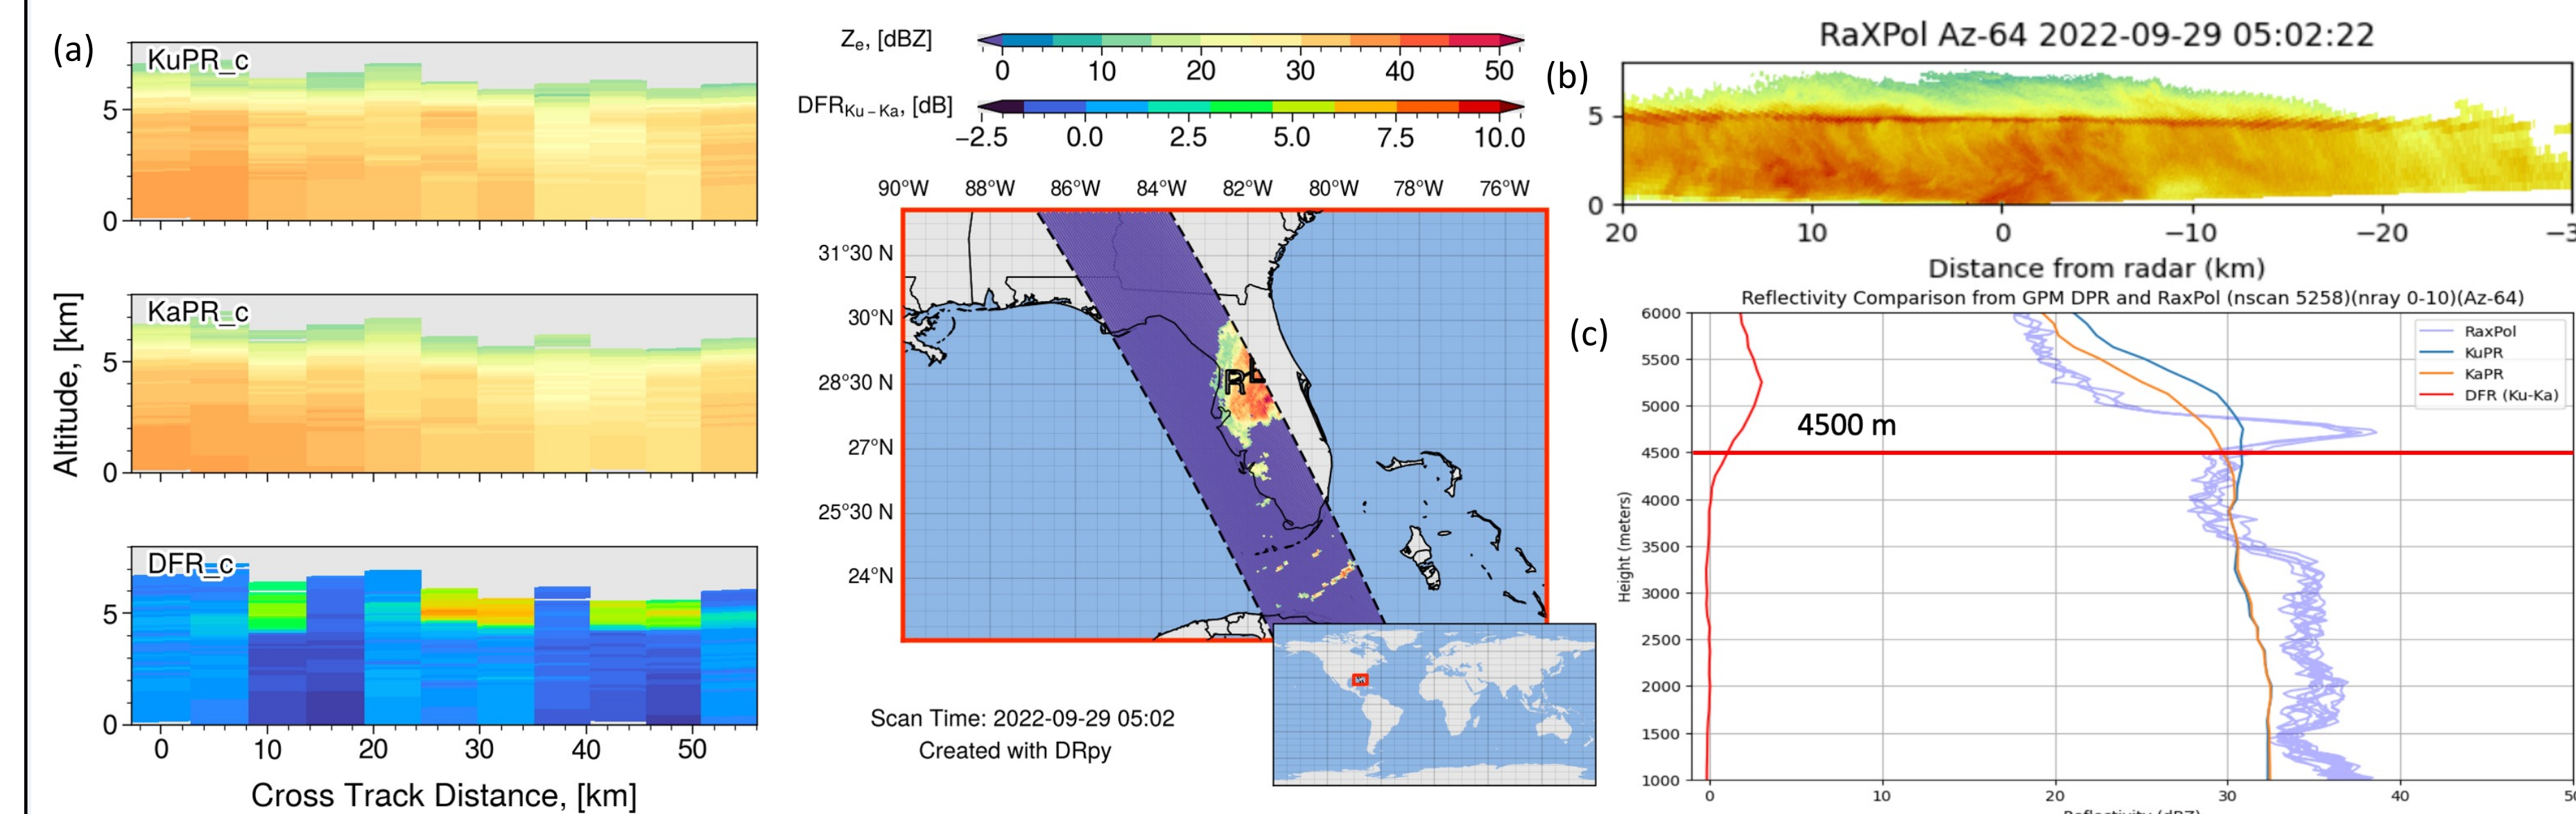 (a)
KuPR_c
5
0
KaPR_c
5
0
DFR_c
5
0
Altitude, [km]
0 10 20 30 40 50
Cross Track Distance, [km]
Ze, [dBZ]
0 10 20 30 40 50
DFRKu−Ka, [dB]
−2.5 0.0 2.5 5.0 7.5 10.0
90°W 88°W 86°W 84°W 82°W 80°W 78°W 76°W
31°30 N
30°N
28°30 N
27°N
25°30 N
24°N
R L
Scan Time: 2022-09-29 05:02
Created with DRpy
(b)
RaXPol Az-64 2022-09-29 05:02:22
5
0
20 10 0 −10 −20 −3
Distance from radar (km)
(c)
Reflectivity Comparison from GPM DPR and RaxPol (nscan 5258)(nray 0-10)(Az-64)
6000
5500
5000
4500
4000
3500
3000
2500
2000
1500
1000
Height (meters)
4500 m
RaxPol
KuPR
KaPR
DFR (Ku-Ka)
0 10 20 30 40 50
Reflectivity (dBZ)